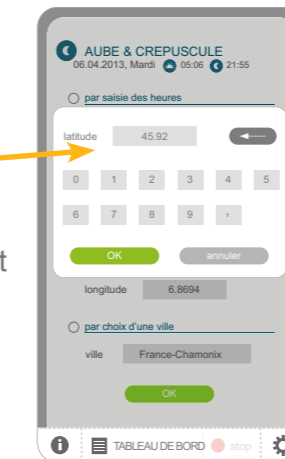 AUBE & CREPUSCULE
06.04.2013, Mardi 05:06 21:55
par saisie des heures
latitude 45.92
0 1 2 3 4 5
6 7 8 9 ,
OK annuler
t
longitude 6.8694
par choix d'une ville
ville France-Chamonix
OK
TABLEAU DE BORD stop